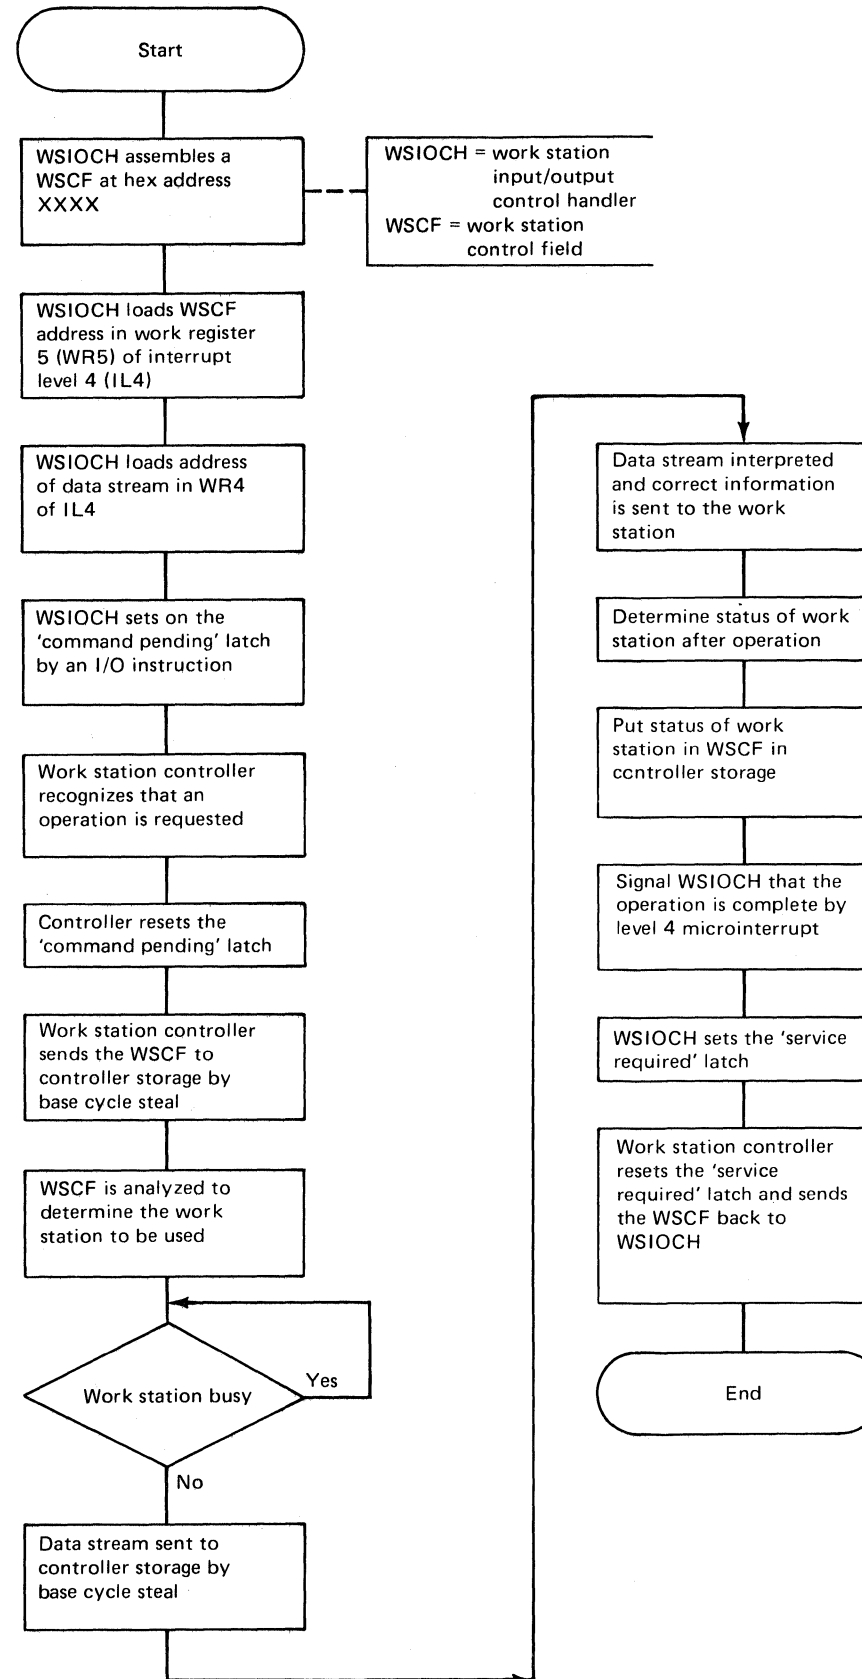 Start
WSIOCH assembles a
WSCF at hex address
XXXX
WSIOCH = work station
input/output
control handler
WSCF = work station
control field
WSIOCH loads WSCF
address in work register
5 (WR5) of interrupt
level 4 (IL4)
WSIOCH loads address
of data stream in WR4
of IL4
WSIOCH sets on the
'command pending' latch
by an I/O instruction
Work station controller
recognizes that an
operation is requested
Controller resets the
'command pending' latch
Work station controller
sends the WSCF to
controller storage by
base cycle steal
WSCF is analyzed to
determine the work
station to be used
Work station busy
Yes
No
Data stream sent to
controller storage by
base cycle steal
Data stream interpreted
and correct information
is sent to the work
station
Determine status of work
station after operation
Put status of work
station in WSCF in
controller storage
Signal WSIOCH that the
operation is complete by
level 4 microinterrupt
WSIOCH sets the 'service
required' latch
Work station controller
resets the 'service
required' latch and sends
the WSCF back to
WSIOCH
End